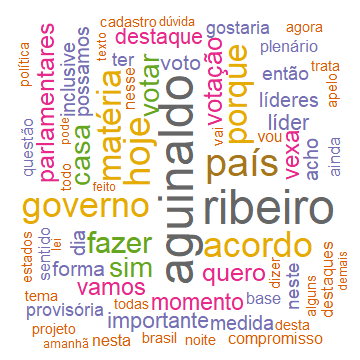 cadastro dúvida
gostaria
agora
política
parlamentares
questão
inclusive
texto
possamos
destaque
ter
voto
votação
plenário
então
trata
apelo
pode
nesse
matéria
votar
aguinaldo
porque
líderes
líder
casa
hoje
vai
vou
vexa
acho
ainda
todo
feito
país
governo
ribeiro
estados
sentido
lei
dia
fazer
acordo
demais
forma
sim
quero
dizer
neste
alguns
destaques
tema
vamos
momento
base
provisória
todas
importante
medida
desta
projeto
amanhã
nesta
brasil
noite
compromisso